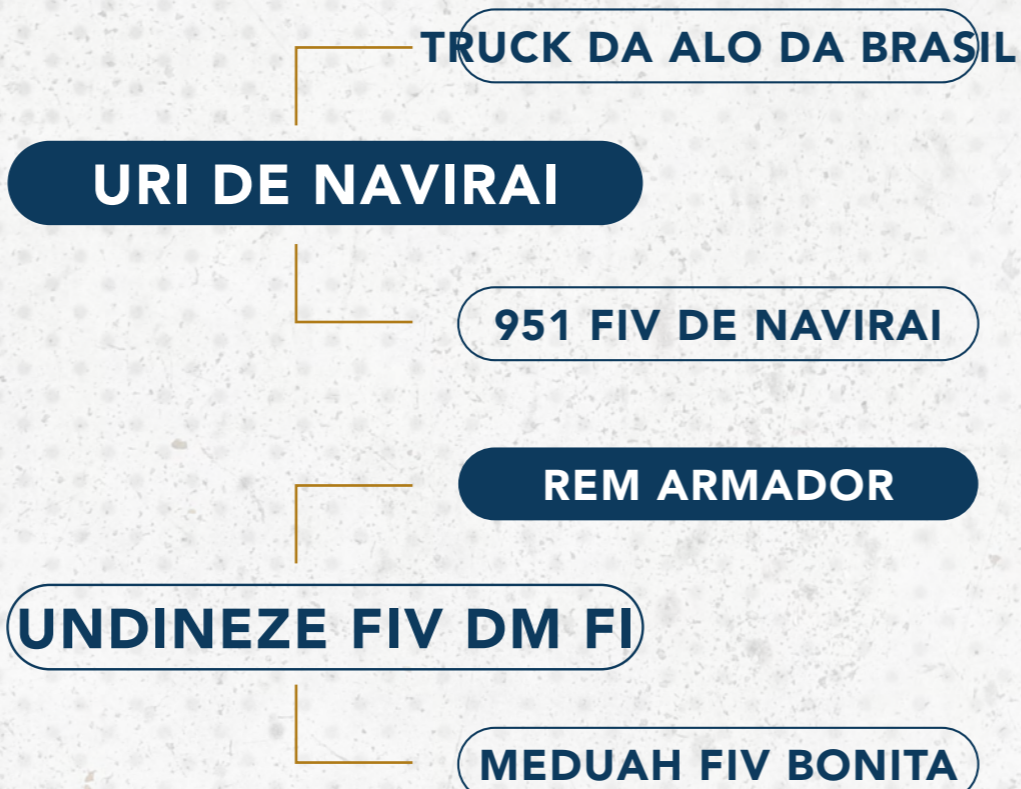 TRUCK DA ALO DA BRASIL
URI DE NAVIRAI
951 FIV DE NAVIRAI
REM ARMADOR
UNDINEZE FIV DM FI
MEDUAH FIV BONITA